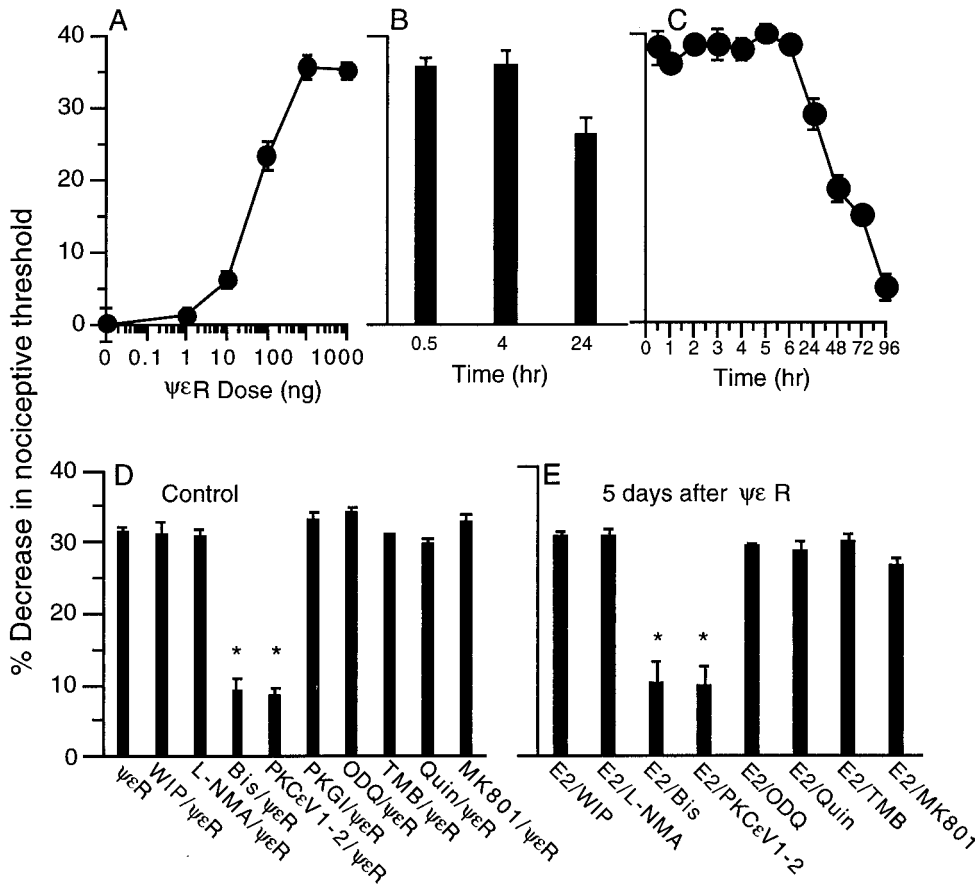 % Decrease in nociceptive threshold
A
40
30
20
10
0
0 0.1 1 10 100 1000
ψεR Dose (ng)
B
0.5 4 24
Time (hr)
C
0 1 2 3 4 5 6 24 48 72 96
Time (hr)
D
Control
40
30
20
10
0
* *
ψεR
WIP/ψεR
L-NMA/ψεR
Bis/ψεR
PKCεV1-2/ψεR
PKGI/ψεR
ODQ/ψεR
TMB/ψεR
Quin/ψεR
MK801/ψεR
E
5 days after ψε R
* *
E2/WIP
E2/L-NMA
E2/Bis
E2/PKCεV1-2
E2/ODQ
E2/Quin
E2/TMB
E2/MK801